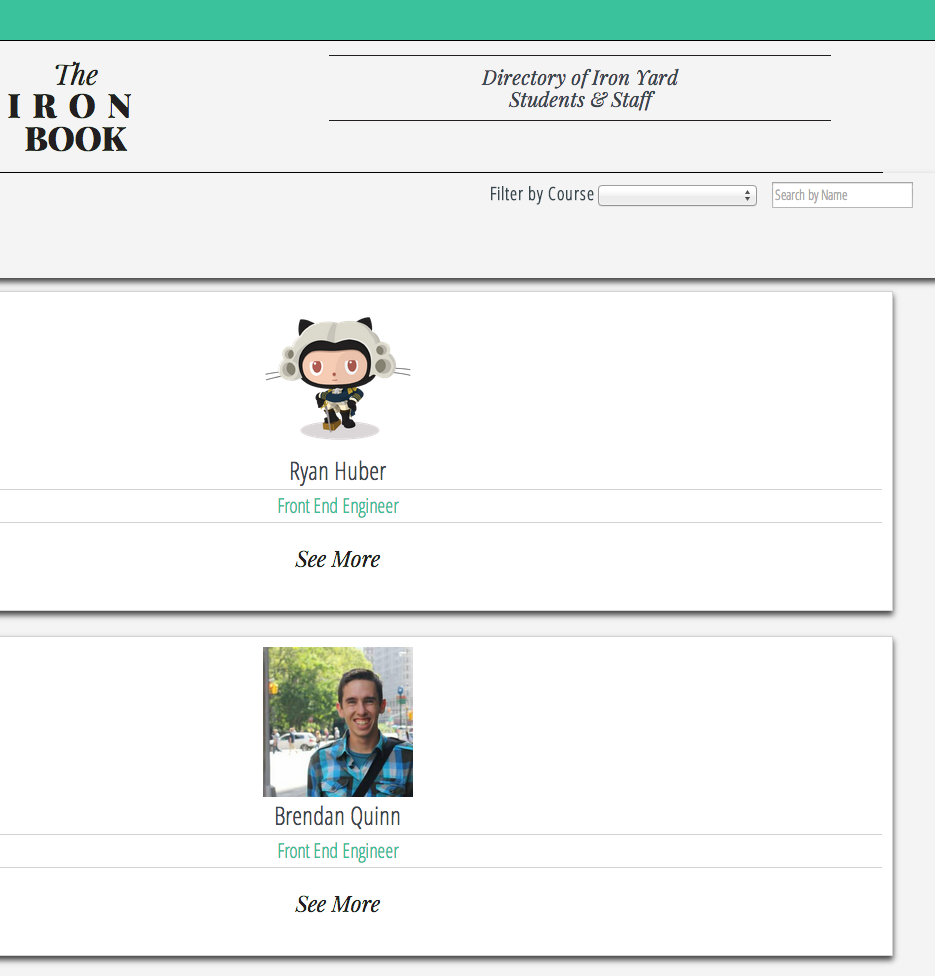 The
IRON
BOOK
Directory of Iron Yard
Students & Staff
Filter by Course
Search by Name
Ryan Huber
Front End Engineer
See More
Brendan Quinn
Front End Engineer
See More